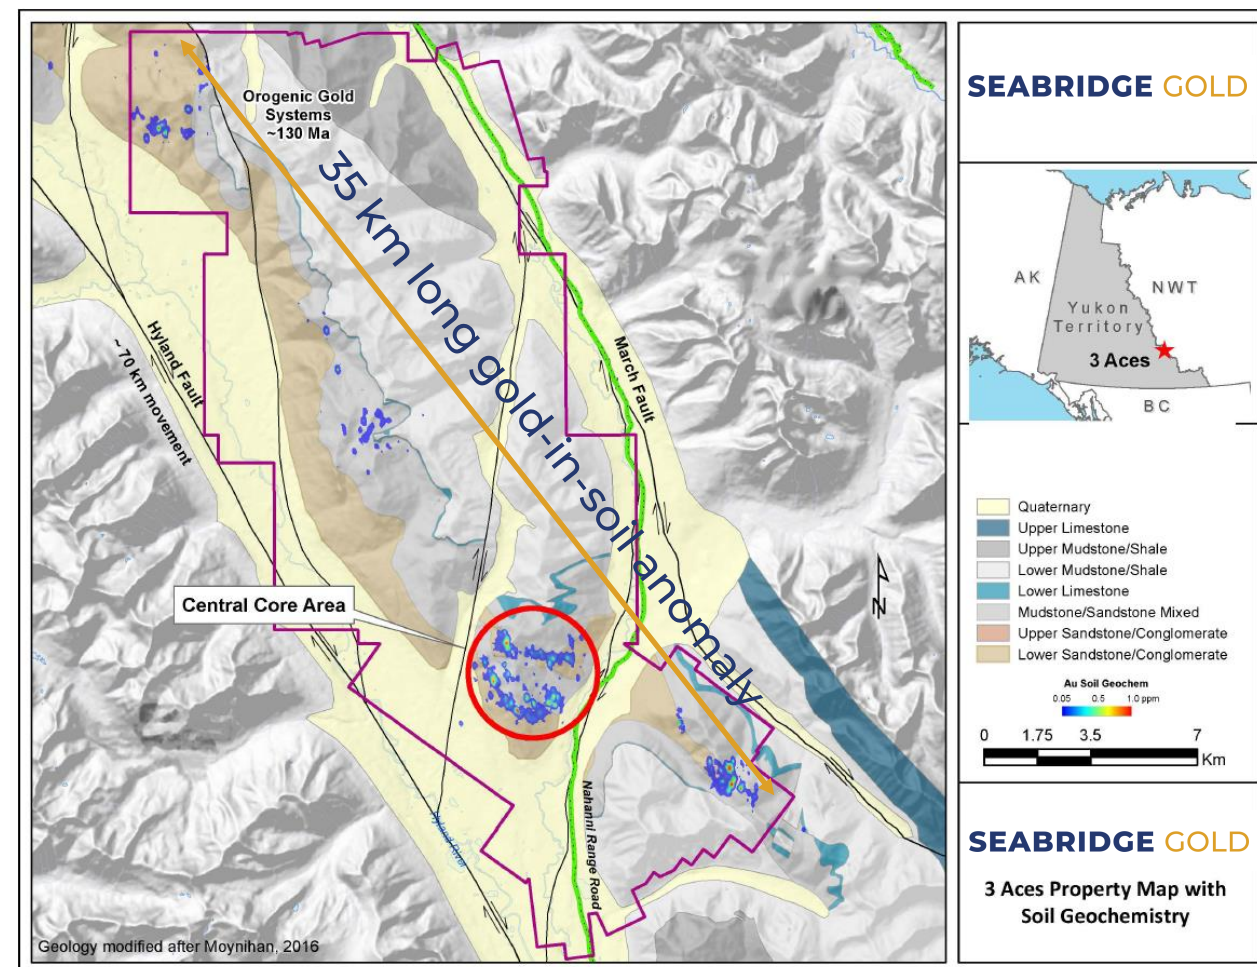 Orogenic Gold
Systems
~130 Ma
35 km long gold-in-soil anomaly
Hyland Fault
~ 70 km movement
March Fault
Central Core Area
Nahanni Range Road
Hyland River
Geology modified after Moynihan, 2016
SEABRIDGE GOLD
AK
Yukon
Territory
NWT
3 Aces
BC
Quaternary
Upper Limestone
Upper Mudstone/Shale
Lower Mudstone/Shale
Lower Limestone
Mudstone/Sandstone Mixed
Upper Sandstone/Conglomerate
Lower Sandstone/Conglomerate
N
Au Soil Geochem
0.05 0.5 1.0 ppm
0 1.75 3.5 7
Km
SEABRIDGE GOLD
3 Aces Property Map with
Soil Geochemistry